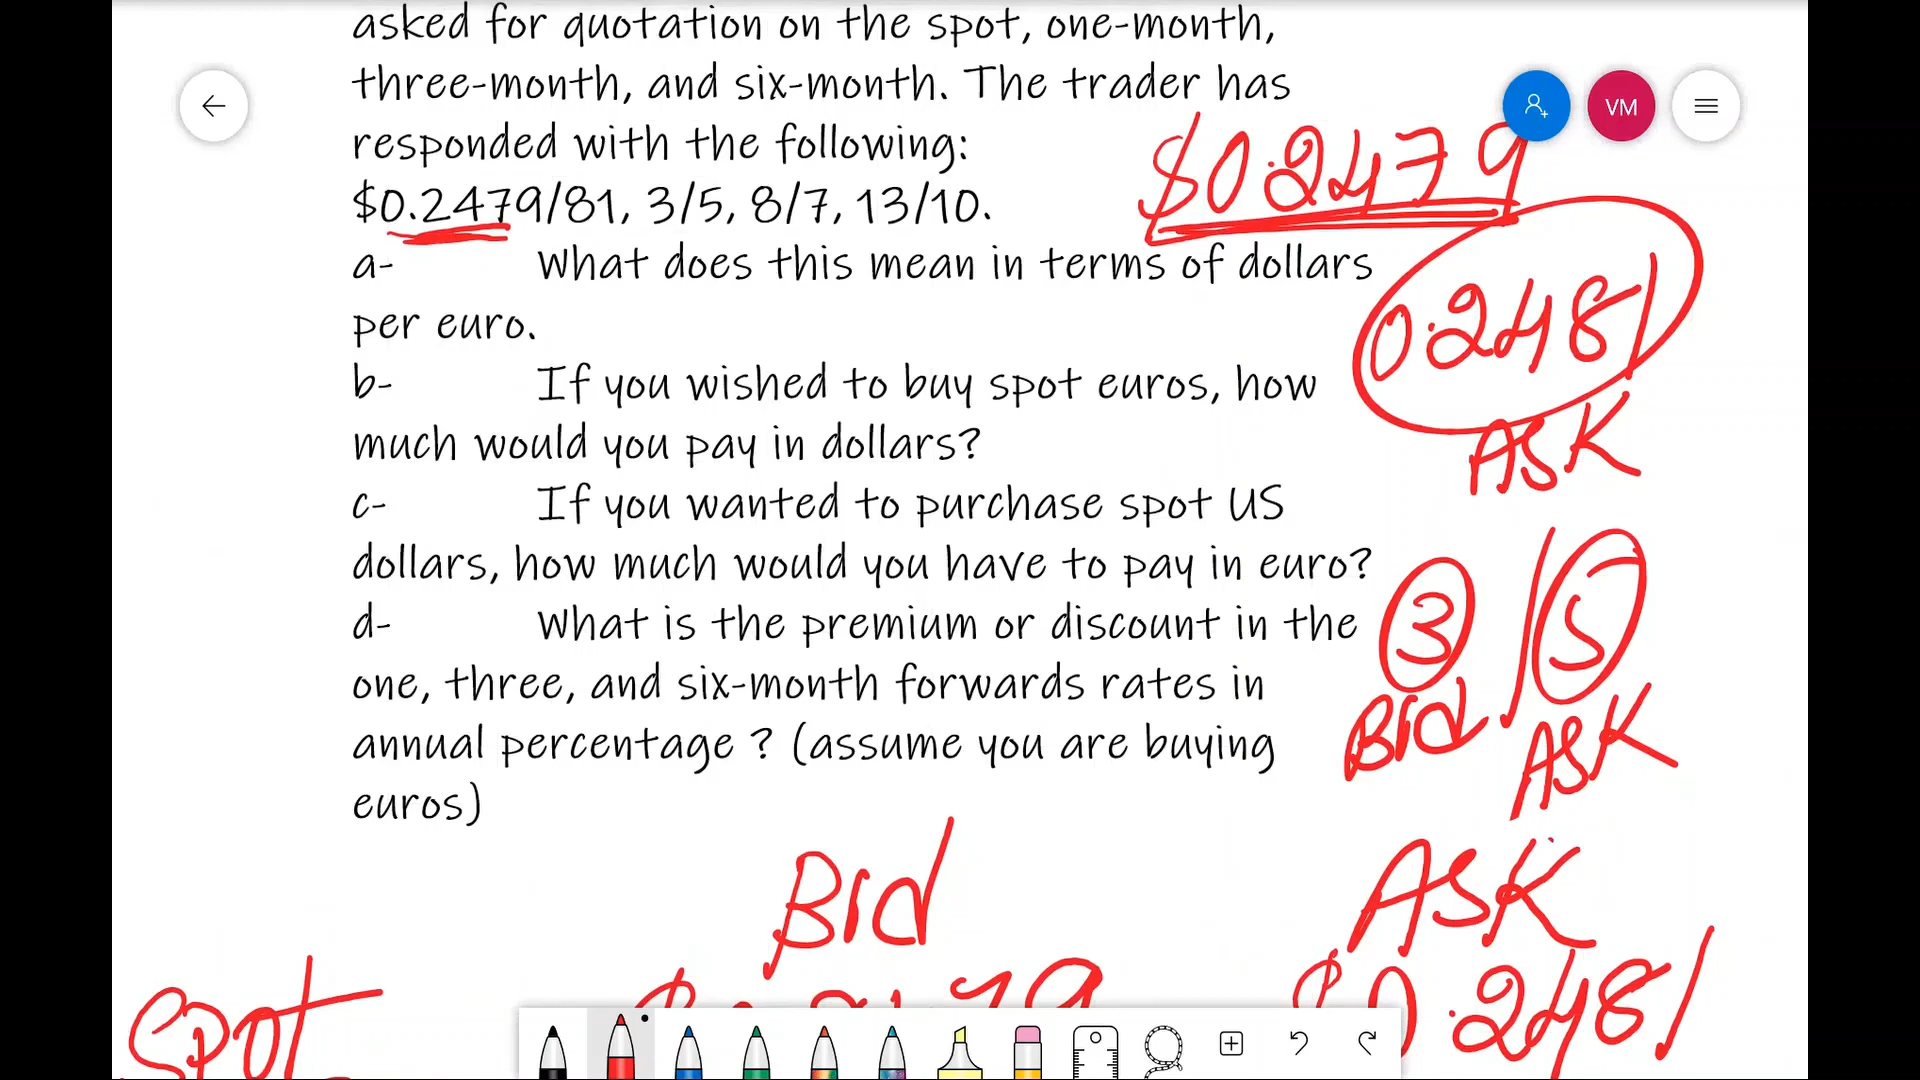 asked for quotation on the spot, one-month,
three-month, and six-month. The trader has
responded with the following:
$0.2479/81, 3/5, 8/7, 13/10.
a- What does this mean in terms of dollars
per euro.
b- If you wished to buy spot euros, how
much would you pay in dollars?
c- If you wanted to purchase spot US
dollars, how much would you have to pay in euro?
d- What is the premium or discount in the
one, three, and six-month forwards rates in
annual percentage ? (assume you are buying
euros)
VM
$0.2479
0.2481
ASK
3/5
Bid ASK
Bid ASK
Spot $0.2479 $0.2481